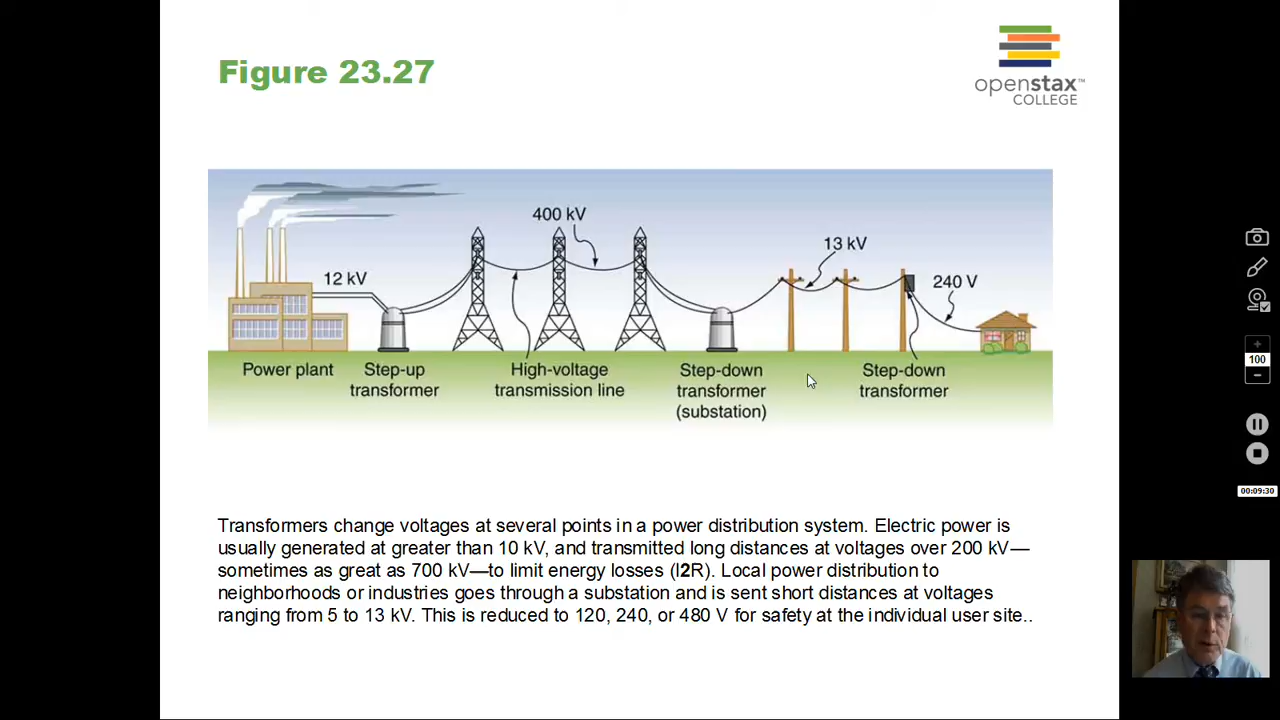 Figure 23.27
openstax™
COLLEGE
400 kV
13 kV
12 kV
240 V
Power plant
Step-up
transformer
High-voltage
transmission line
Step-down
transformer
(substation)
Step-down
transformer
Transformers change voltages at several points in a power distribution system. Electric power is
usually generated at greater than 10 kV, and transmitted long distances at voltages over 200 kV—
sometimes as great as 700 kV—to limit energy losses (I2R). Local power distribution to
neighborhoods or industries goes through a substation and is sent short distances at voltages
ranging from 5 to 13 kV. This is reduced to 120, 240, or 480 V for safety at the individual user site..
100
00:09:30